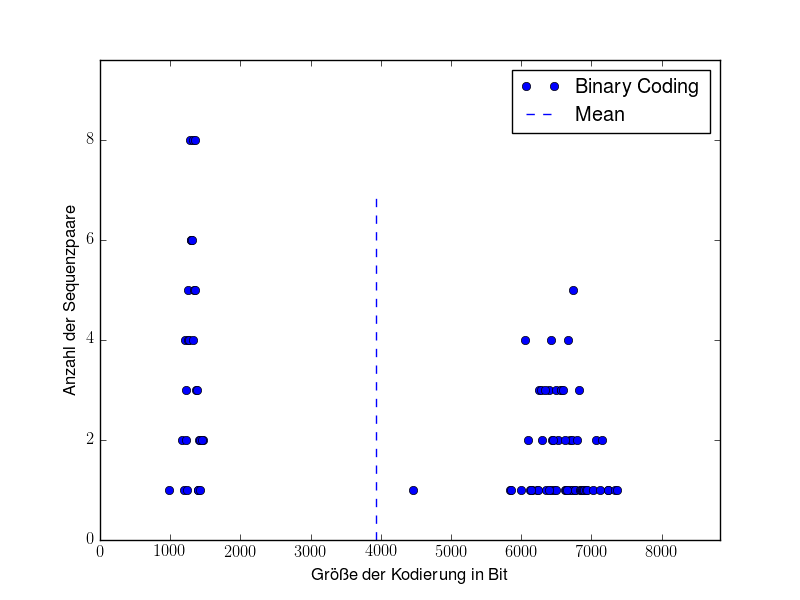 Binary Coding
Mean
8
6
4
2
0
Anzahl der Sequenzpaare
0 1000 2000 3000 4000 5000 6000 7000 8000
Größe der Kodierung in Bit